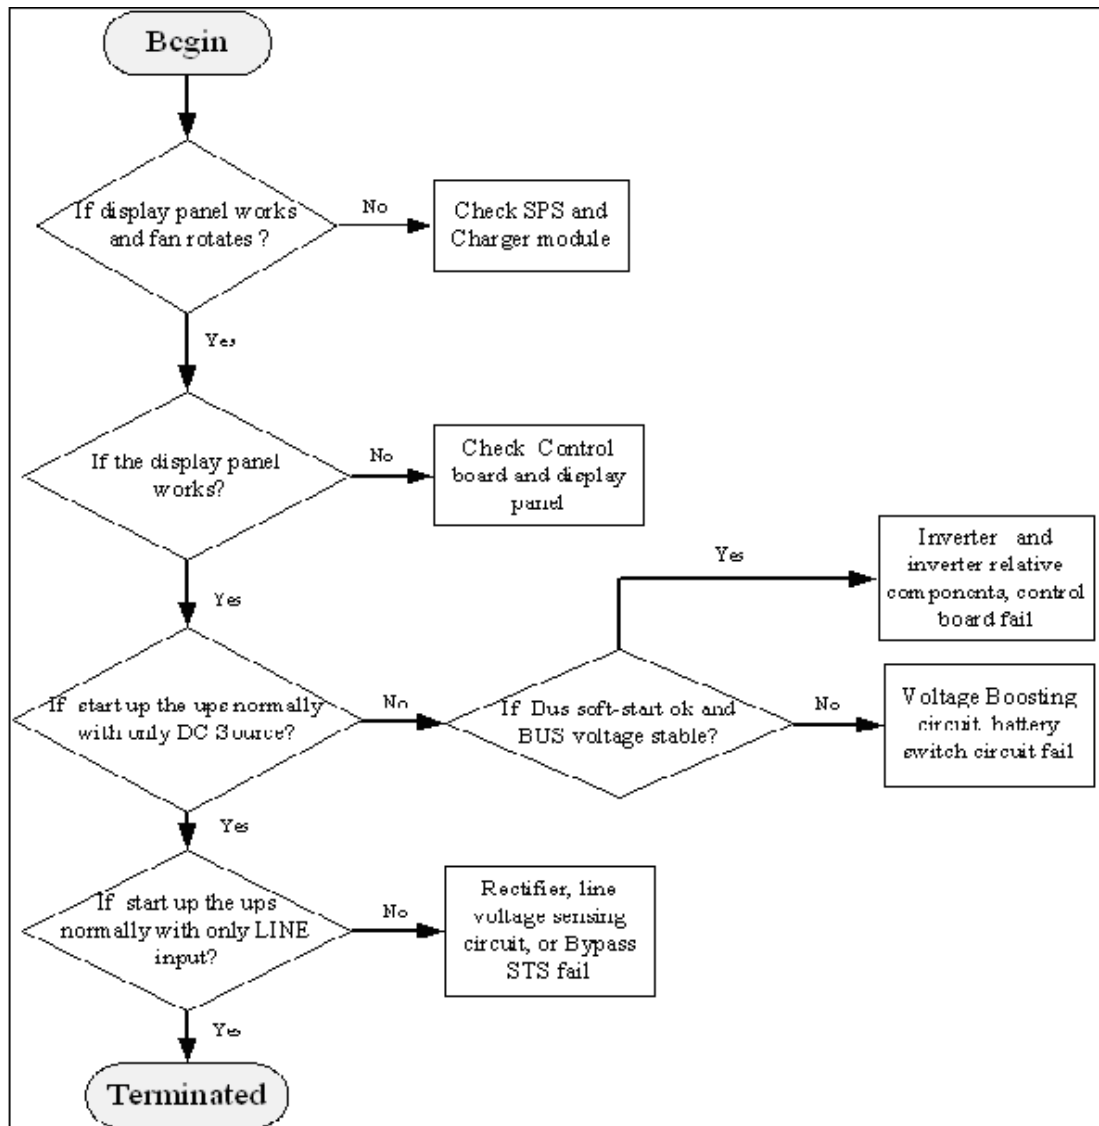 Begin
If display panel works
and fan rotates ?
No
Check SPS and
Charger module
Yes
If the display panel
works?
No
Check Control
board and display
panel
Yes
If start up the ups normally
with only DC Source?
No
If Dus soft-start ok and
BUS voltage stable?
Yes
Inverter and
inverter relative
components, control
board fail
No
Voltage Boosting
circuit, battery
switch circuit fail
Yes
If start up the ups
normally with only LINE
input?
No
Rectifier, line
voltage sensing
circuit, or Bypass
STS fail
Yes
Terminated